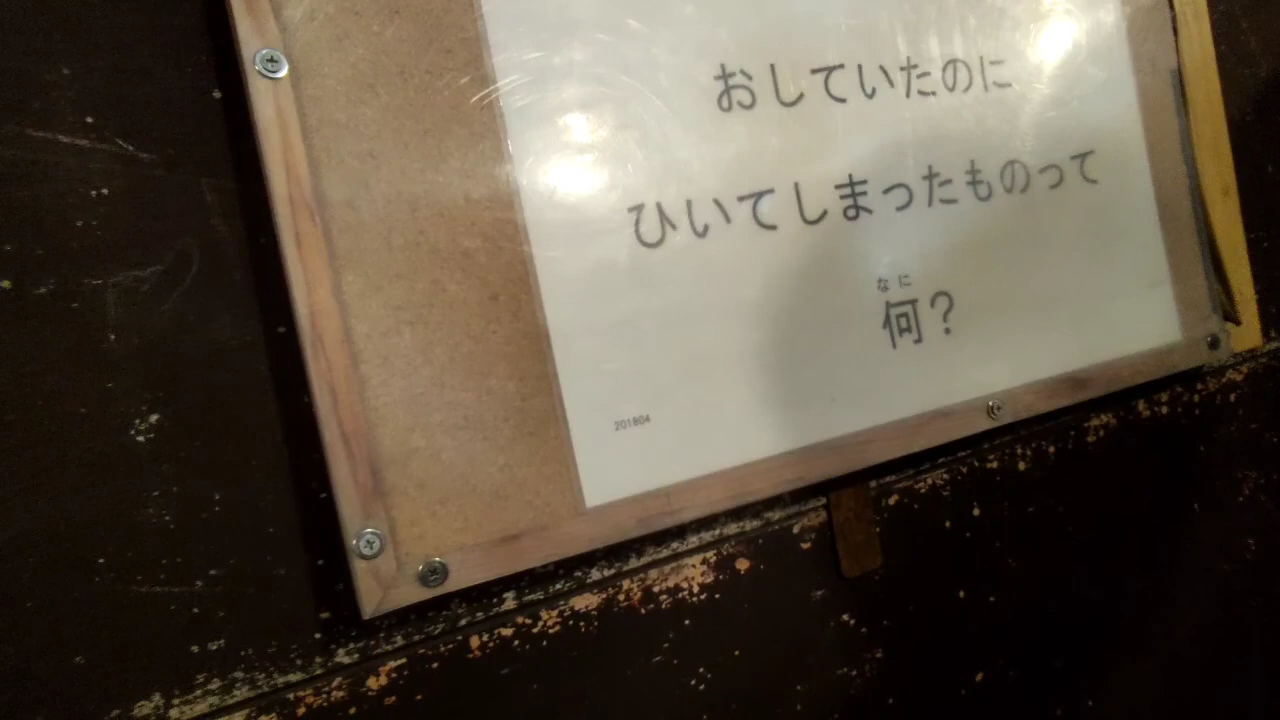 おしていたのに
ひいてしまったものって
なに
何？
201804